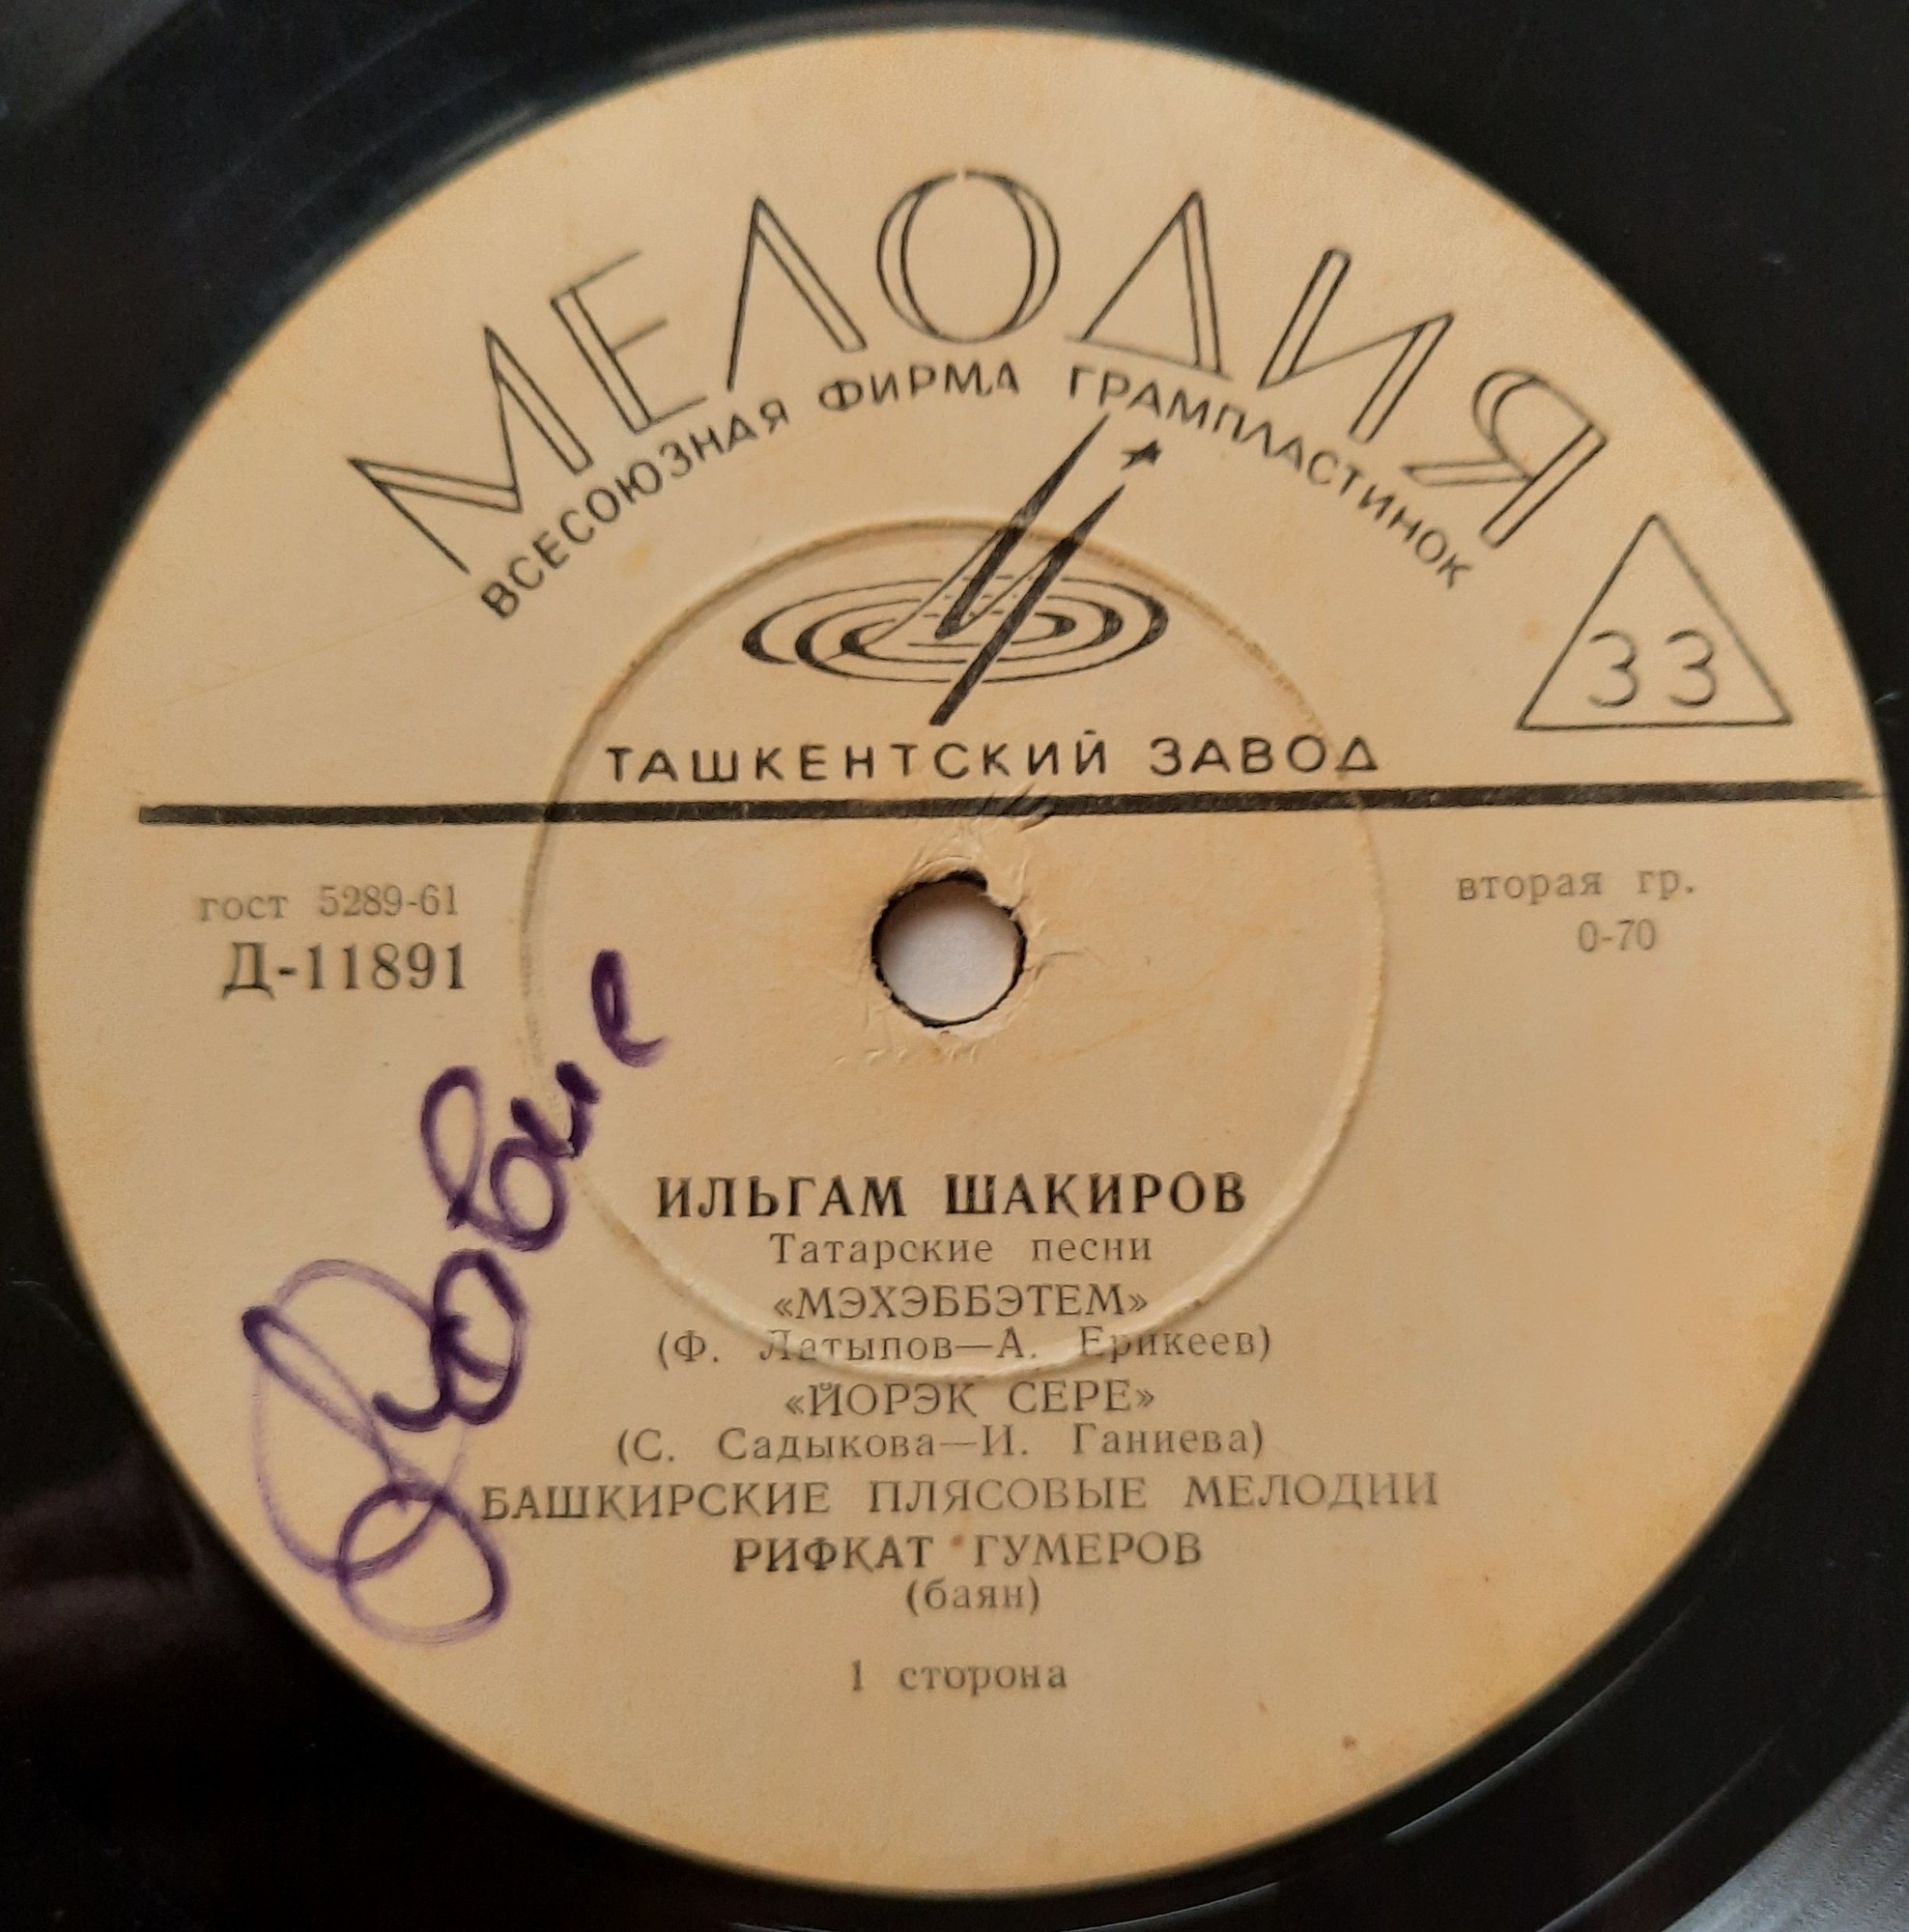 МЕЛОДИЯ
ВСЕСОЮЗНАЯ ФИРМА ГРАМПЛАСТИНОК
33
ТАШКЕНТСКИЙ ЗАВОД
гост 5289-61
Д-11891
вторая гр.
0-70
ИЛЬГАМ ШАКИРОВ
Татарские песни
«МЭХЭББЭТЕМ»
(Ф. Латыпов—А. Ерикеев)
«ЙОРЭК СЕРЕ»
(С. Садыкова—И. Ганиева)
БАШКИРСКИЕ ПЛЯСОВЫЕ МЕЛОДИИ
РИФКАТ ГУМЕРОВ
(баян)
1 сторона